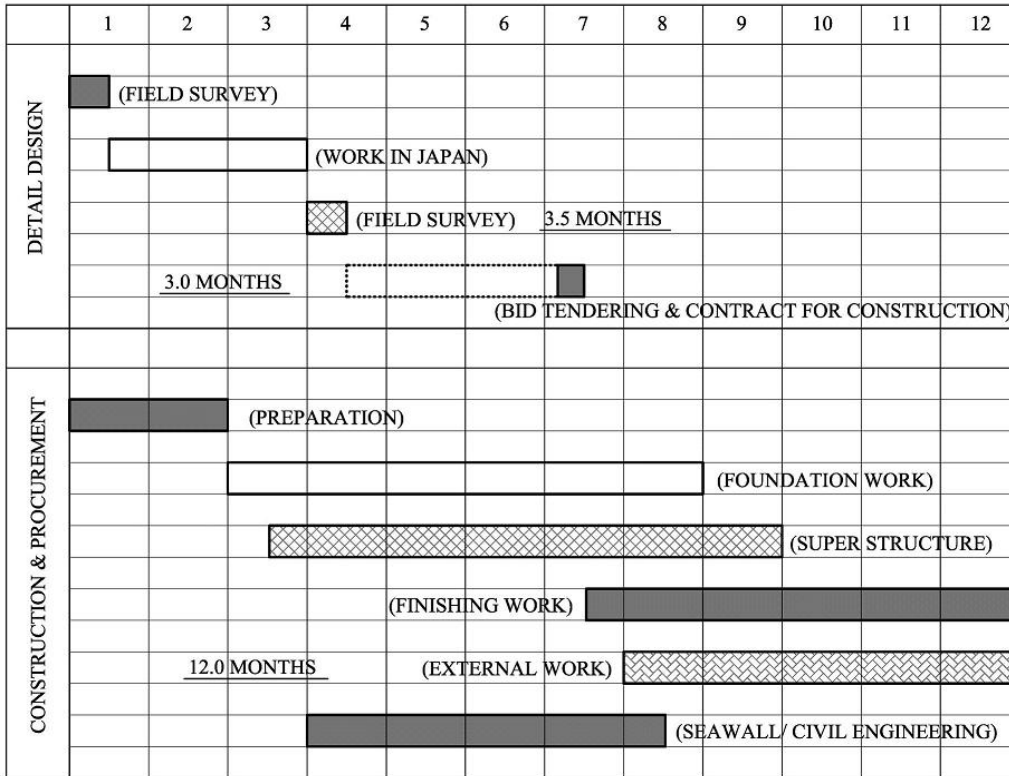 1 2 3 4 5 6 7 8 9 10 11 12
DETAIL DESIGN
(FIELD SURVEY)
(WORK IN JAPAN)
(FIELD SURVEY) 3.5 MONTHS
3.0 MONTHS
(BID TENDERING & CONTRACT FOR CONSTRUCTION)
CONSTRUCTION & PROCUREMENT
(PREPARATION)
(FOUNDATION WORK)
(SUPER STRUCTURE)
(FINISHING WORK)
12.0 MONTHS (EXTERNAL WORK)
(SEAWALL/ CIVIL ENGINEERING)